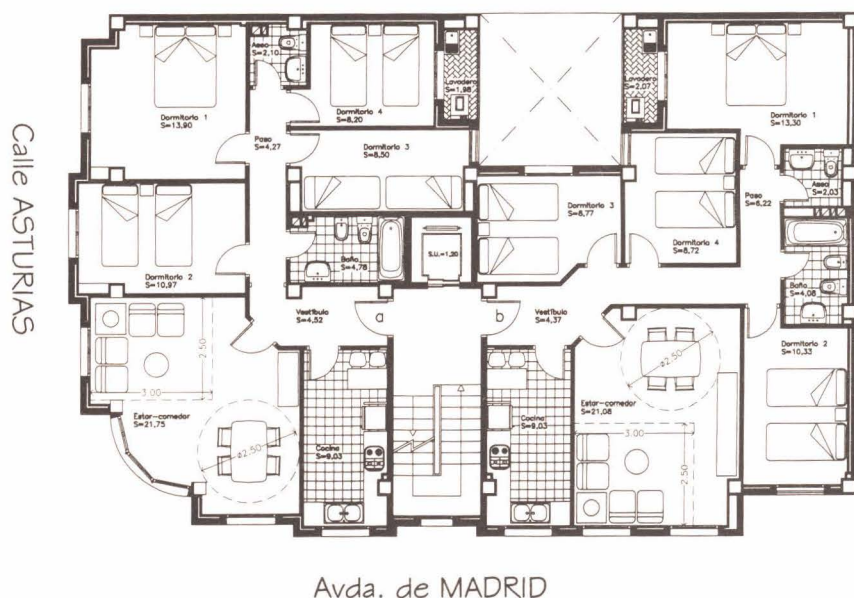 Aseo
S=2,10
Dormitorio 1
S=13,90
Dormitorio 4
S=8,20
Lavadero
S=1,98
Lavadero
S=2,07
Dormitorio 1
S=13,30
Paso
S=4,27
Dormitorio 3
S=8,50
Aseo
S=2,03
Paso
S=6,22
Dormitorio 3
S=8,77
Dormitorio 4
S=8,72
Calle ASTURIAS
Dormitorio 2
S=10,97
Baño
S=4,78
S.U.=1,20
Baño
S=4,08
Vestíbulo
S=4,52
a
b
Vestíbulo
S=4,37
2.50
3.00
ø2.50
Dormitorio 2
S=10,33
Estar-comedor
S=21,75
ø2.50
Cocina
S=9,03
Cocina
S=9,03
Estar-comedor
S=21,08
3.00
2.50
Avda. de MADRID